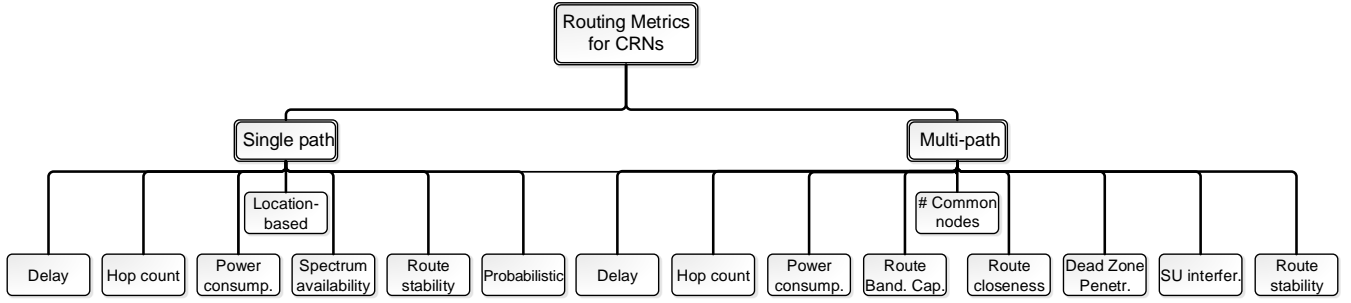 Routing Metrics
for CRNs
Single path
Multi-path
Location-
based
# Common
nodes
Delay
Hop count
Power
consump.
Spectrum
availability
Route
stability
Probabilistic
Delay
Hop count
Power
consump.
Route
Band. Cap.
Route
closeness
Dead Zone
Penetr.
SU interfer.
Route
stability